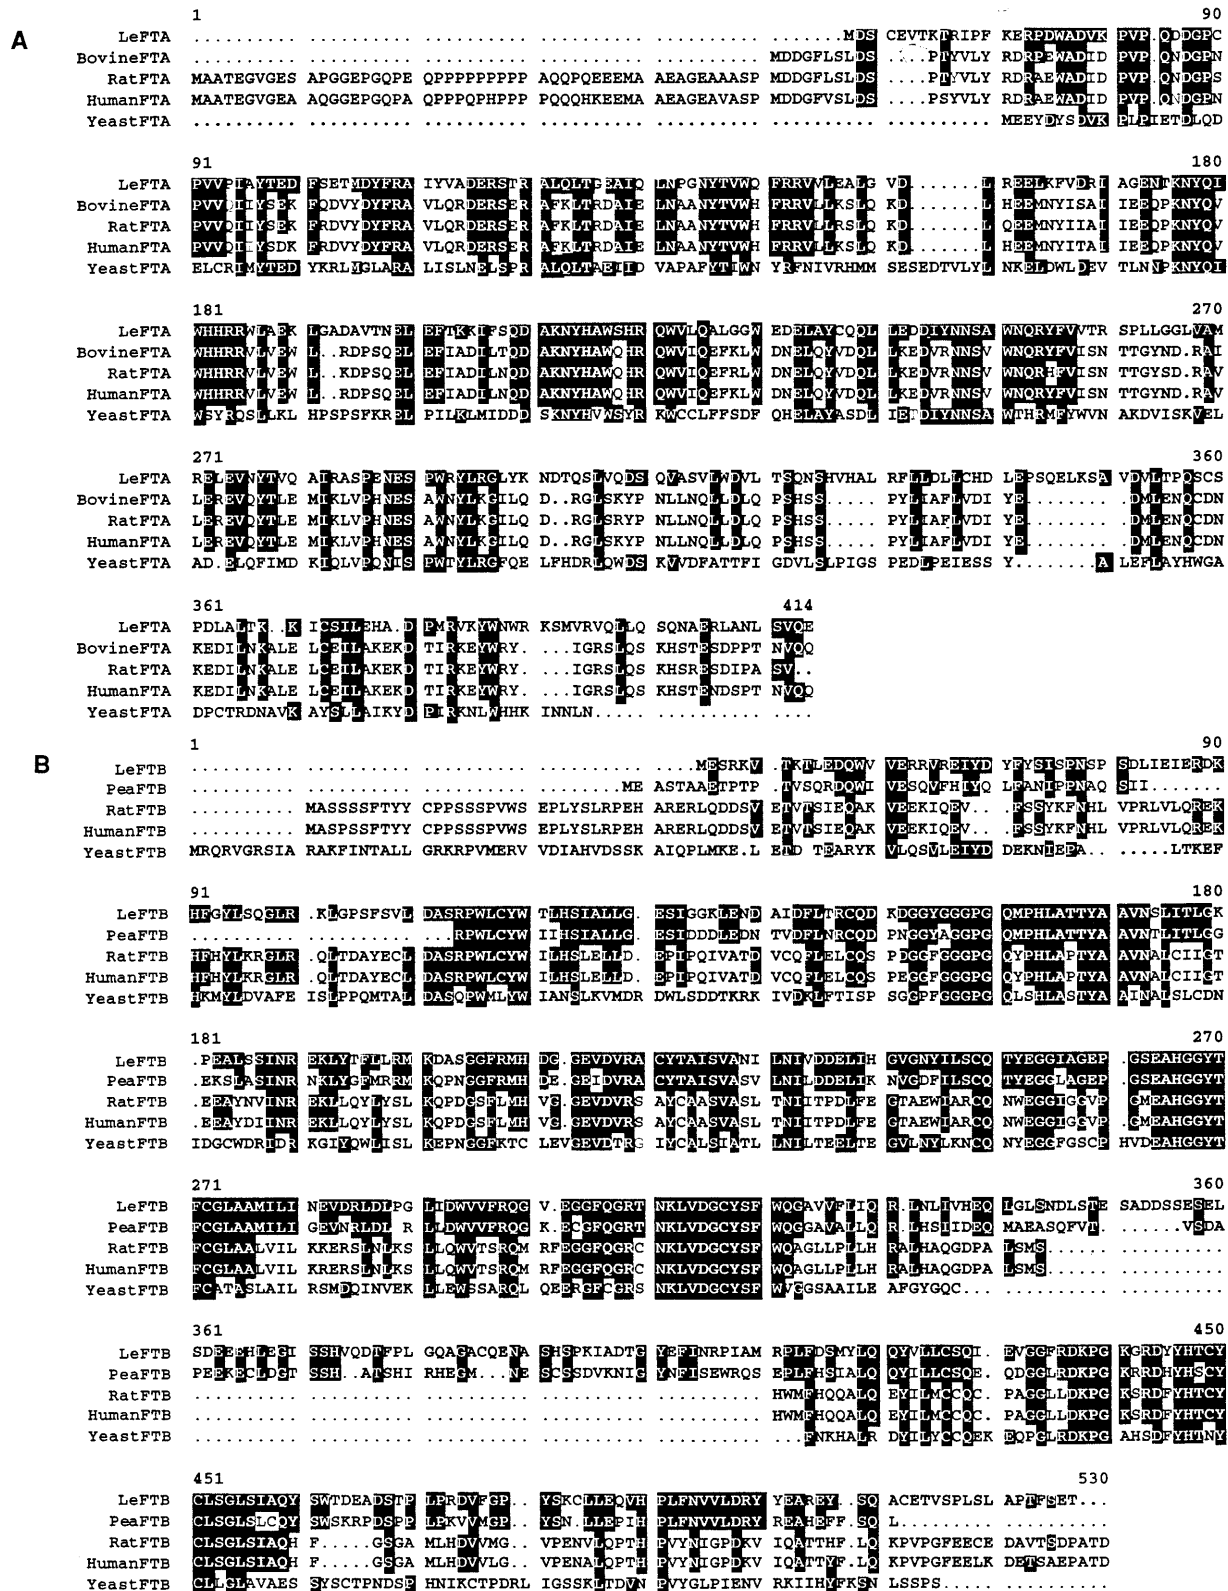 A
1 90
LeFTA .......... .......... .......... .......... .......... .......... .......MDS CEVTKTRIPF KERPDWADVK PVP.QDDGPC
BovineFTA .......... .......... .......... .......... .......... MDDGFLSLDS ....PTYVLY RDRPEWADID PVP.QNDGPN
RatFTA MAATEGVGES APGGEPGQPE QPPPPPPPPP AQQPQEEEMA AEAGEAAASP MDDGFLSLDS ....PTYVLY RDRAEWADID PVP.QNDGPS
HumanFTA MAATEGVGEA AQGGEPGQPA QPPPQPHPPP PQQQHKEEMA AEAGEAVASP MDDGFVSLDS ....PSYVLY RDRAEWADID PVP.QNDGPN
YeastFTA .......... .......... .......... .......... .......... .......... .......... MEEYDYSDVK PLPIETDLQD
91 180
LeFTA PVVPIAYTED FSETMDYFRA IYVADERSTR ALQLTGEAIQ LNPGNYTVWQ FRRVVLEALG VD.......L REELKFVDRI AGENTKNYQI
BovineFTA PVVQIIYSEK FQDVYDYFRA VLQRDERSER AFKLTRDAIE LNAANYTVWH FRRVLLKSLQ KD.......L HEEMNYISAI IEEQPKNYQV
RatFTA PVVQIIYSEK FRDVYDYFRA VLQRDERSER AFKLTRDAIE LNAANYTVWH FRRVLLRSLQ KD.......L QEEMNYIIAI IEEQPKNYQV
HumanFTA PVVQIIYSDK FRDVYDYFRA VLQRDERSER AFKLTRDAIE LNAANYTVWH FRRVLLKSLQ KD.......L HEEMNYITAI IEEQPKNYQV
YeastFTA ELCRIMYTED YKRLMGLARA LISLNELSPR ALQLTAEIID VAPAFYTIWN YRFNIVRHMM SESEDTVLYL NKELDWLDEV TLNNPKNYQI
181 270
LeFTA WHHRRWLAEK LGADAVTNEL EFTKKIFSQD AKNYHAWSHR QWVLQALGGW EDELAYCQQL LEDDIYNNSA WNQRYFVVTR SPLLGGLVAM
BovineFTA WHHRRVLVEW L..RDPSQEL EFIADILTQD AKNYHAWQHR QWVIQEFKLW DNELQYVDQL LKEDVRNNSV WNQRYFVISN TTGYND.RAI
RatFTA WHHRRVLVEW L..KDPSQEL EFIADILNQD AKNYHAWQHR QWVIQEFRLW DNELQYVDQL LKEDVRNNSV WNQRHFVISN TTGYSD.RAV
HumanFTA WHHRRVLVEW L..RDPSQEL EFIADILNQD AKNYHAWQHR QWVIQEFKLW DNELQYVDQL LKEDVRNNSV WNQRYFVISN TTGYND.RAV
YeastFTA WSYRQSLLKL HPSPSFKREL PILKLMIDDD SKNYHVWSYR KWCCLFFSDF QHELAYASDL IETDIYNNSA WTHRMFYWVN AKDVISKVEL
271 360
LeFTA RELEVNYTVQ AIRASPENES PWRYLRGLYK NDTQSLVQDS QVASVLWDVL TSQNSHVHAL RFLLDLLCHD LEPSQELKSA VDVLTPQSCS
BovineFTA LEREVQYTLE MIKLVPHNES AWNYLKGILQ D..RGLSKYP NLLNQLLDLQ PSHSS..... PYLIAFLVDI YE........ .DMLENQCDN
RatFTA LEREVQYTLE MIKLVPHNES AWNYLKGILQ D..RGLSRYP NLLNQLLDLQ PSHSS..... PYLIAFLVDI YE........ .DMLENQCDN
HumanFTA LEREVQYTLE MIKLVPHNES AWNYLKGILQ D..RGLSKYP NLLNQLLDLQ PSHSS..... PYLIAFLVDI YE........ .DMLENQCDN
YeastFTA AD.ELQFIMD KIQLVPQNIS PWTYLRGFQE LFHDRLQWDS KVVDFATTFI GDVLSLPIGS PEDLPEIESS Y........A LEFLAYHWGA
361 414
LeFTA PDLALTK..K ICSILEHA.D PMRVKYWNWR KSMVRVQLLQ SQNAERLANL SVQE
BovineFTA KEDILNKALE LCEILAKEKD TIRKEYWRY. ..IGRSLQS KHSTESDPPT NVQQ
RatFTA KEDILNKALE LCEILAKEKD TIRKEYWRY. ..IGRSLQS KHSRESDIPA SV..
HumanFTA KEDILNKALE LCEILAKEKD TIRKEYWRY. ..IGRSLQS KHSTENDSPT NVQQ
YeastFTA DPCTRDNAVK AYSLLAIKYD PIRKNLWHHK INNLN..... .......... ....
B
1 90
LeFTB .......... .......... .......... .......... ....MESRKV .TKTLEDQWV VERRVREIYD YFYSISPNSP SDLIEIERDK
PeaFTB .......... .......... .......... ........ME ASTAAETPTP .TVSQRDQWI VESQVFHIYQ LFANIPPNAQ SII.......
RatFTB .......... MASSSSFTYY CPPSSSPVWS EPLYSLRPEH ARERLQDDSV ETVTSIEQAK VEEKIQEV.. .FSSYKFNHL VPRLVLQREK
HumanFTB .......... MASPSSFTYY CPPSSSPVWS EPLYSLRPEH ARERLQDDSV ETVTSIEQAK VEEKIQEV.. .FSSYKFNHL VPRLVLQREK
YeastFTB MRQRVGRSIA RAKFINTALL GRKRPVMERV VDIAHVDSSK AIQPLMKE.L ETD TEARYK VLQSVLEIYD DEKNIEPA.. .....LTKEF
91 180
LeFTB HFGYLSQGLR .KLGPSFSVL DASRPWLCYW TLHSIALLG. ESIGGKLEND AIDFLTRCQD KDGGYGGGPG QMPHLATTYA AVNSLITLGK
PeaFTB .......... .......... ...RPWLCYW IIHSIALLG. ESIDDDLEDN TVDFLNRCQD PNGGYAGGPG QMPHLATTYA AVNTLITLGG
RatFTB HFHYLKRGLR .QLTDAYECL DASRPWLCYW ILHSLELLD. EPIPQIVATD VCQFLELCQS PDGGFGGGPG QYPHLAPTYA AVNALCIIGT
HumanFTB HFHYLKRGLR .QLTDAYECL DASRPWLCYW ILHSLELLD. EPIPQIVATD VCQFLELCQS PEGGFGGGPG QYPHLAPTYA AVNALCIIGT
YeastFTB HKMYLDVAFE ISLPPQMTAL DASQPWMLYW IANSLKVMDR DWLSDDTKRK IVDKLFTISP SGGPFGGGPG QLSHLASTYA AINALSLCDN
181 270
LeFTB .PEALSSINR EKLYTFLLRM KDASGGFRMH DG.GEVDVRA CYTAISVANI LNIVDDELIH GVGNYILSCQ TYEGGIAGEP .GSEAHGGYT
PeaFTB .EKSLASINR NKLYGFMRRM KQPNGGFRMH DE.GEIDVRA CYTAISVASV LNILDDELIK NVGDFILSCQ TYEGGLAGEP .GSEAHGGYT
RatFTB .EEAYNVINR EKLLQYLYSL KQPDGSFLMH VG.GEVDVRS AYCAASVASL TNIITPDLFE GTAEWIARCQ NWEGGIGGVP .GMEAHGGYT
HumanFTB .EEAYDIINR EKLLQYLYSL KQPDGSFLMH VG.GEVDVRS AYCAASVASL TNIITPDLFE GTAEWIARCQ NWEGGIGGVP .GMEAHGGYT
YeastFTB IDGCWDRIDR KGIYQWLISL KEPNGGFKTC LEVGEVDTRG IYCALSIATL LNILTEELTE GVLNYLKNCQ NYEGGFGSCP HVDEAHGGYT
271 360
LeFTB FCGLAAMILI NEVDRLDLPG LIDWVVFRQG V.EGGFQGRT NKLVDGCYSF WQGAVVFLIQ R.LNLIVHEQ LGLSNDLSTE SADDSSESEL
PeaFTB FCGLAAMILI GEVNRLDL R LLDWVVFRQG K.ECGFQGRT NKLVDGCYSF WQGGAVALLQ R.LHSIIDEQ MAEASQFVT. .....VSDA
RatFTB FCGLAALVIL KKERSLNLKS LLQWVTSRQM RFEGGFQGRC NKLVDGCYSF WQAGLLPLLH RALHAQGDPA LSMS...... ..........
HumanFTB FCGLAALVIL KRERSLNLKS LLQWVTSRQM RFEGGFQGRC NKLVDGCYSF WQAGLLPLLH RALHAQGDPA LSMS...... ..........
YeastFTB FCATASLAIL RSMDQINVEK LLEWSSARQL QEERGFCGRS NKLVDGCYSF WVGGSAAILE AFGYGQC... .......... ..........
361 450
LeFTB SDEEEHLEGI SSHVQDTFPL GQAGACQENA SHSPKIADTG YEFINRPIAM RPLFDSMYLQ QYVLLCSQI. EVGGFRDKPG KGRDYYHTCY
PeaFTB PEEKECLDGT SSH..ATSHI RHEGM...NE SCSSDVKNIG YNFISEWRQS EPLFHSIALQ QYILLCSQE. QDGGLRDKPG KRRDHYHSCY
RatFTB .......... .......... .......... .......... .......... HWMFHQQALQ EYILMCCQC. PAGGLLDKPG KSRDFYHTCY
HumanFTB .......... .......... .......... .......... .......... HWMFHQQALQ EYILMCCQC. PAGGLLDKPG KSRDFYHTCY
YeastFTB .......... .......... .......... .......... .......... ...FNKHALR DYILYCCQEK EQPGLRDKPG AHSDFYHTNY
451 530
LeFTB CLSGLSIAQY SWTDEADSTP LPRDVFGP.. YSKCLLEQVH PLFNVVLDRY YEAREY..SQ ACETVSPLSL APTFSET...
PeaFTB CLSGLSLCQY SWSKRPDSPP LPKVVMGP.. YSN.LLEPIH PLFNVVLDRY REAHEFF.SQ L......... ..........
RatFTB CLSGLSIAQH F....GSGA MLHDVVMG.. VPENVLQPTH PVYNIGPDKV IQATTHF.LQ KPVPGFEECE DAVTSDPATD
HumanFTB CLSGLSIAQH F....GSGA MLHDVVLG.. VPENALQPTH PVYNIGPDKV IQATTYF.LQ KPVPGFEELK DETSAEPATD
YeastFTB CLLGLAVAES SYSCTPNDSP HNIKCTPDRL IGSSKLTDVN PVYGLPIENV RKIIHYFKSN LSSPS..... ..........